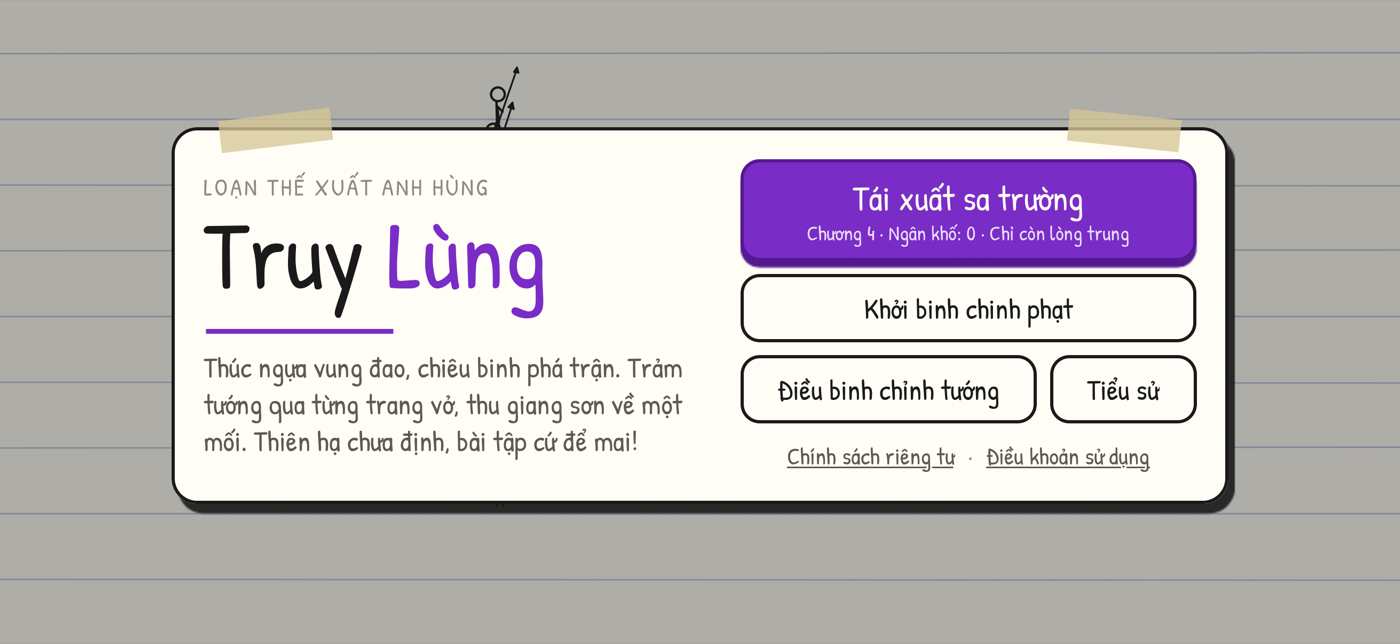 LOẠN THẾ XUẤT ANH HÙNG
Truy Lùng
Thúc ngựa vung đao, chiêu binh phá trận. Trảm
tướng qua từng trang vở, thu giang sơn về một
mối. Thiên hạ chưa định, bài tập cứ để mai!
Tái xuất sa trường
Chương 4 · Ngân khố: 0 · Chỉ còn lòng trung
Khởi binh chinh phạt
Điều binh chỉnh tướng
Tiểu sử
Chính sách riêng tư · Điều khoản sử dụng